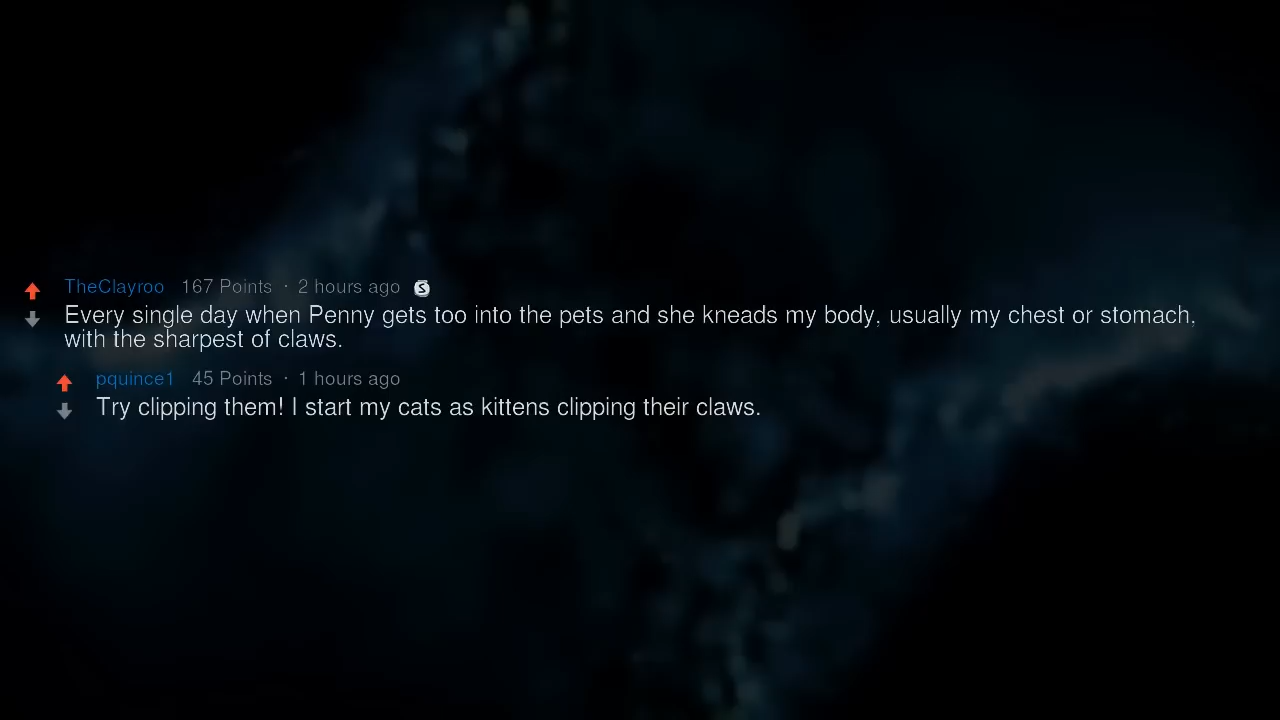 TheClayroo 167 Points · 2 hours ago S
Every single day when Penny gets too into the pets and she kneads my body, usually my chest or stomach,
with the sharpest of claws.
pquince1 45 Points · 1 hours ago
Try clipping them! I start my cats as kittens clipping their claws.